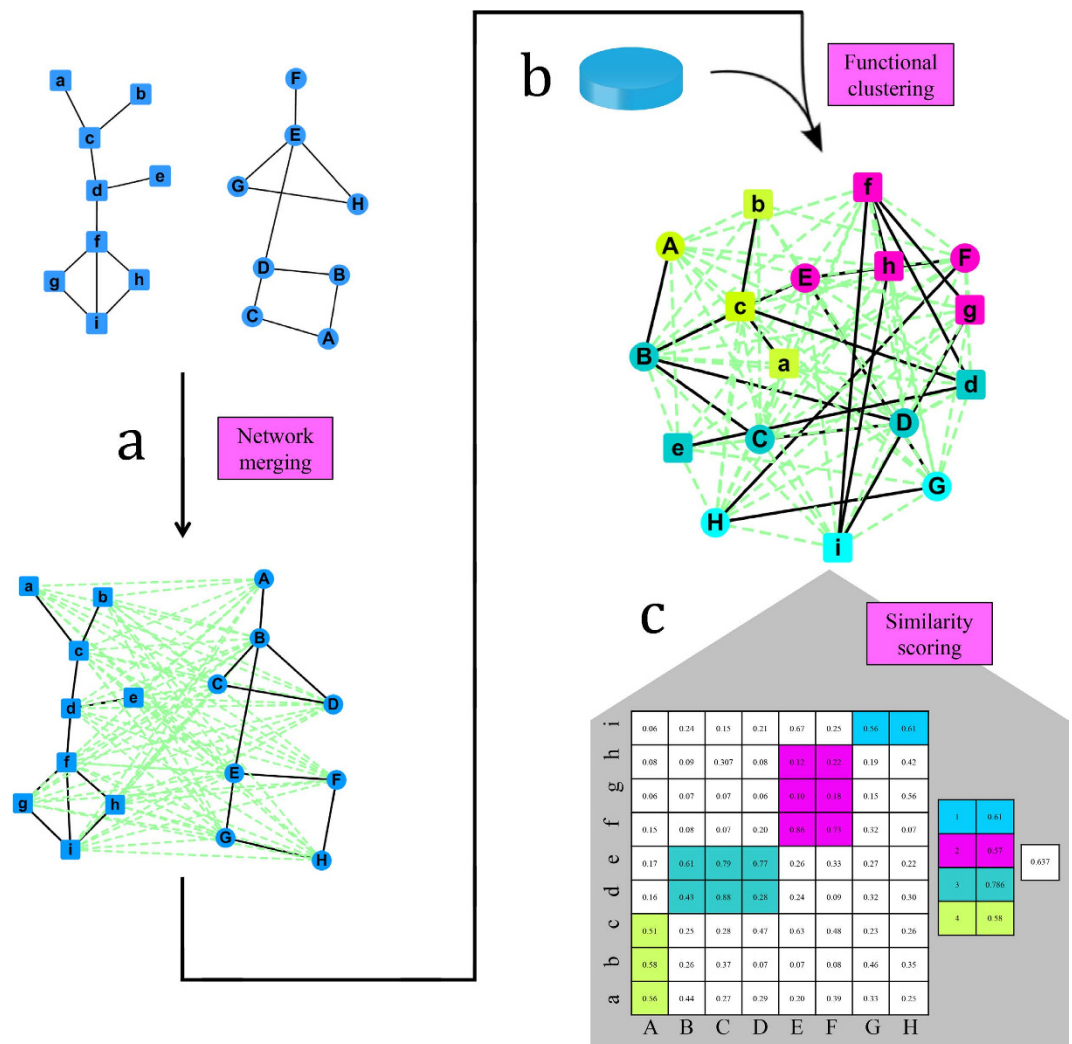 a
b
c
d
e
f
g
h
i
F
E
G
H
D
B
C
A
a
Network
merging
a
b
c
d
e
f
g
h
i
A
B
C
D
E
F
G
H
b
Functional
clustering
f
b
A
F
h
E
c
g
B
a
d
D
C
e
G
H
i
c
Similarity
scoring
i 0.06 0.24 0.15 0.21 0.67 0.25 0.56 0.61
h 0.08 0.09 0.307 0.08 0.12 0.22 0.19 0.42
g 0.06 0.07 0.07 0.06 0.10 0.18 0.15 0.56
f 0.15 0.08 0.07 0.20 0.86 0.73 0.32 0.07
e 0.17 0.61 0.79 0.77 0.26 0.33 0.27 0.22
d 0.16 0.43 0.88 0.28 0.24 0.09 0.32 0.30
c 0.51 0.25 0.28 0.47 0.63 0.48 0.23 0.26
b 0.58 0.26 0.37 0.07 0.07 0.08 0.46 0.35
a 0.56 0.44 0.27 0.29 0.20 0.39 0.33 0.25
A B C D E F G H
1 0.61
2 0.57
3 0.786
4 0.58
0.637